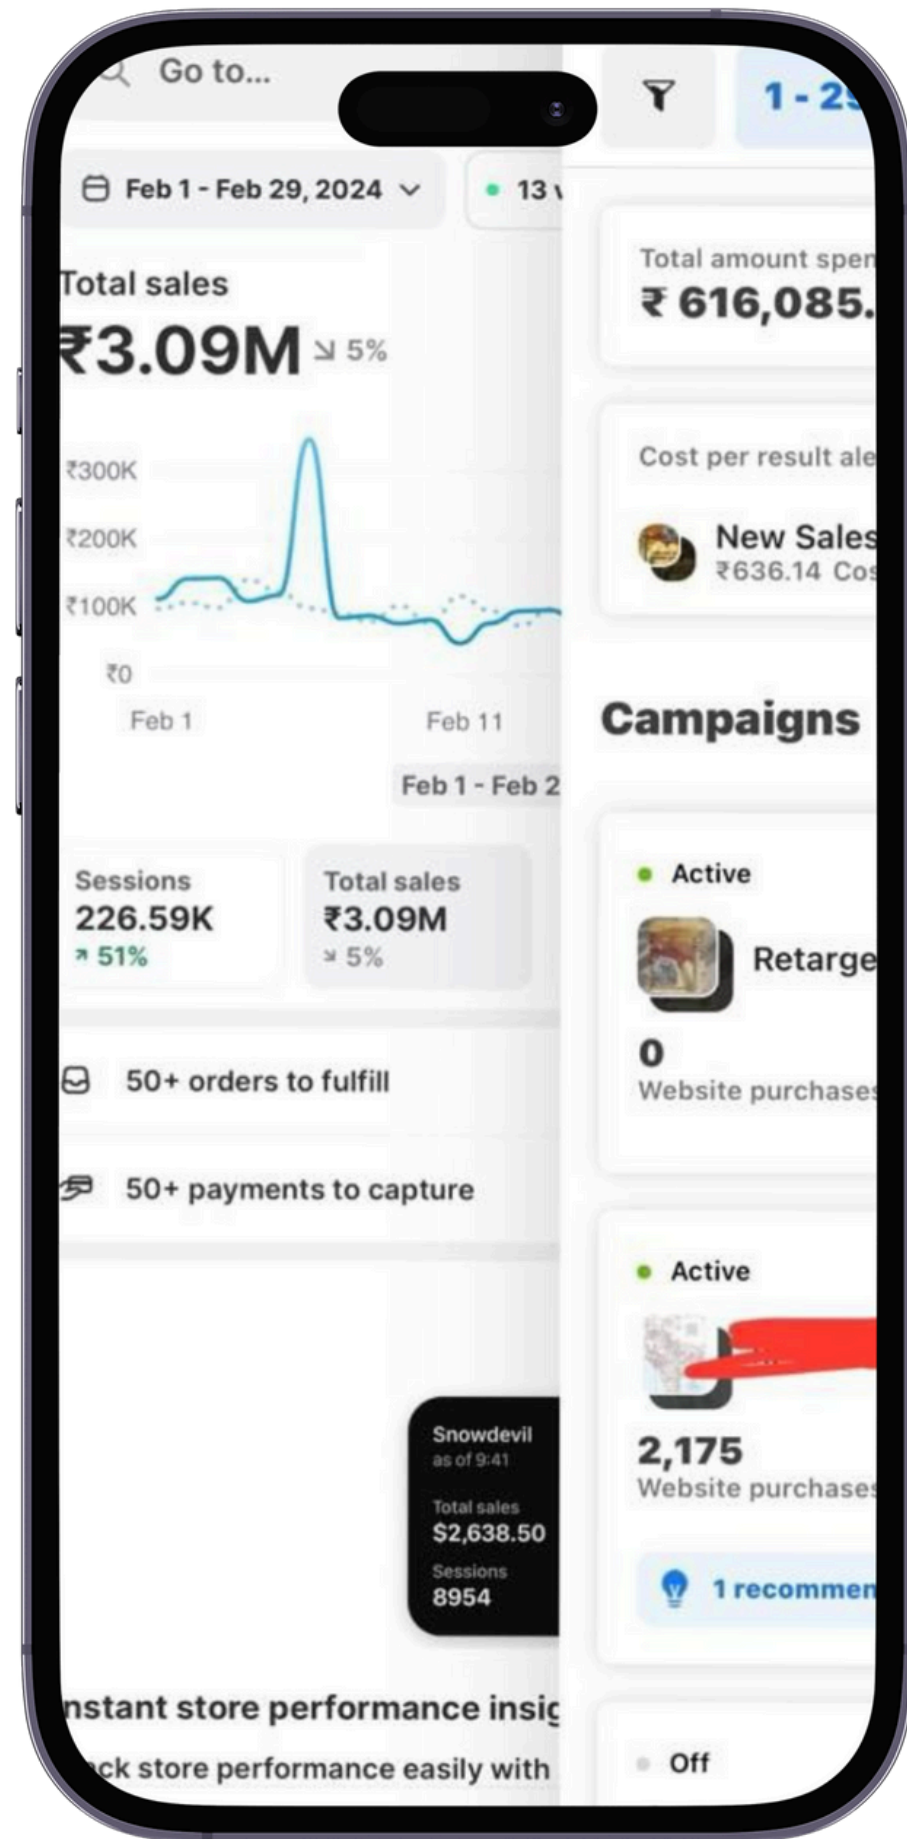 Go to...
Feb 1 - Feb 29, 2024
13
Total sales
₹3.09M ↘ 5%
₹300K
₹200K
₹100K
₹0
Feb 1
Feb 11
Feb 1 - Feb 2
Sessions
226.59K
↗ 51%
Total sales
₹3.09M
↘ 5%
50+ orders to fulfill
50+ payments to capture
Snowdevil
as of 9:41
Total sales
$2,638.50
Sessions
8954
nstant store performance insig
ck store performance easily with
1 - 29
Total amount spen
₹ 616,085.
Cost per result ale
New Sales
₹636.14 Cos
Campaigns
Active
Retarge
0
Website purchases
Active
2,175
Website purchases
1 recommen
Off